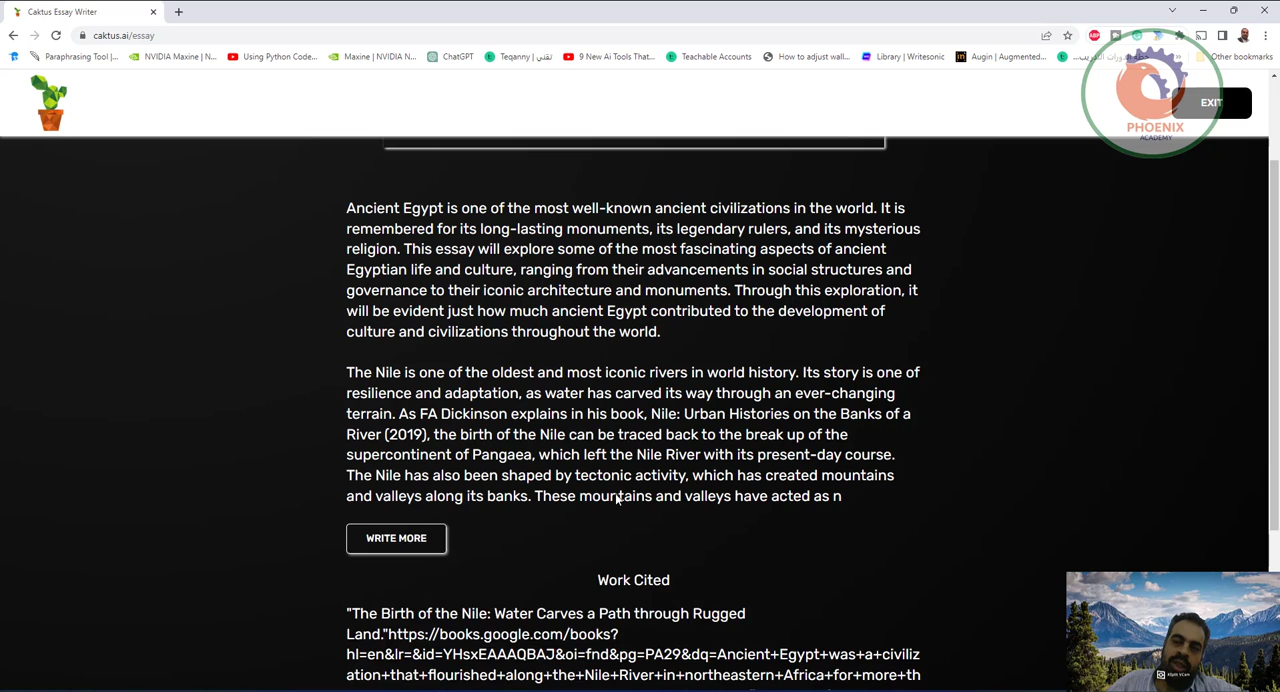 Caktus Essay Writer
caktus.ai/essay
Paraphrasing Tool |...
NVIDIA Maxine | N...
Using Python Code...
Maxine | NVIDIA N...
ChatGPT
Teqanny | تقني
9 New Ai Tools That...
Teachable Accounts
How to adjust wall...
Library | Writesonic
Augin | Augmented...
Other bookmarks
EXIT
PHOENIX
ACADEMY
Ancient Egypt is one of the most well-known ancient civilizations in the world. It is
remembered for its long-lasting monuments, its legendary rulers, and its mysterious
religion. This essay will explore some of the most fascinating aspects of ancient
Egyptian life and culture, ranging from their advancements in social structures and
governance to their iconic architecture and monuments. Through this exploration, it
will be evident just how much ancient Egypt contributed to the development of
culture and civilizations throughout the world.
The Nile is one of the oldest and most iconic rivers in world history. Its story is one of
resilience and adaptation, as water has carved its way through an ever-changing
terrain. As FA Dickinson explains in his book, Nile: Urban Histories on the Banks of a
River (2019), the birth of the Nile can be traced back to the break up of the
supercontinent of Pangaea, which left the Nile River with its present-day course.
The Nile has also been shaped by tectonic activity, which has created mountains
and valleys along its banks. These mountains and valleys have acted as n
WRITE MORE
Work Cited
"The Birth of the Nile: Water Carves a Path through Rugged
Land."https://books.google.com/books?
hl=en&lr=&id=YHsxEAAAQBAJ&oi=fnd&pg=PA29&dq=Ancient+Egypt+was+a+civiliz
ation+that+flourished+along+the+Nile+River+in+northeastern+Africa+for+more+th
XSplit VCam